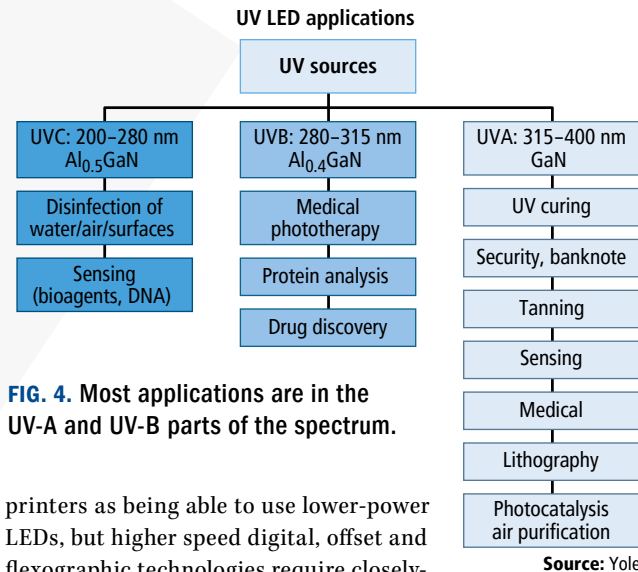 UV LED applications
UV sources
UVC: 200–280 nm
Al0.5GaN
Disinfection of
water/air/surfaces
Sensing
(bioagents, DNA)
UVB: 280–315 nm
Al0.4GaN
Medical
phototherapy
Protein analysis
Drug discovery
UVA: 315–400 nm
GaN
UV curing
Security, banknote
Tanning
Sensing
Medical
Lithography
Photocatalysis
air purification
Source: Yole
FIG. 4. Most applications are in the
UV-A and UV-B parts of the spectrum.
printers as being able to use lower-power
LEDs, but higher speed digital, offset and
flexographic technologies require closely-